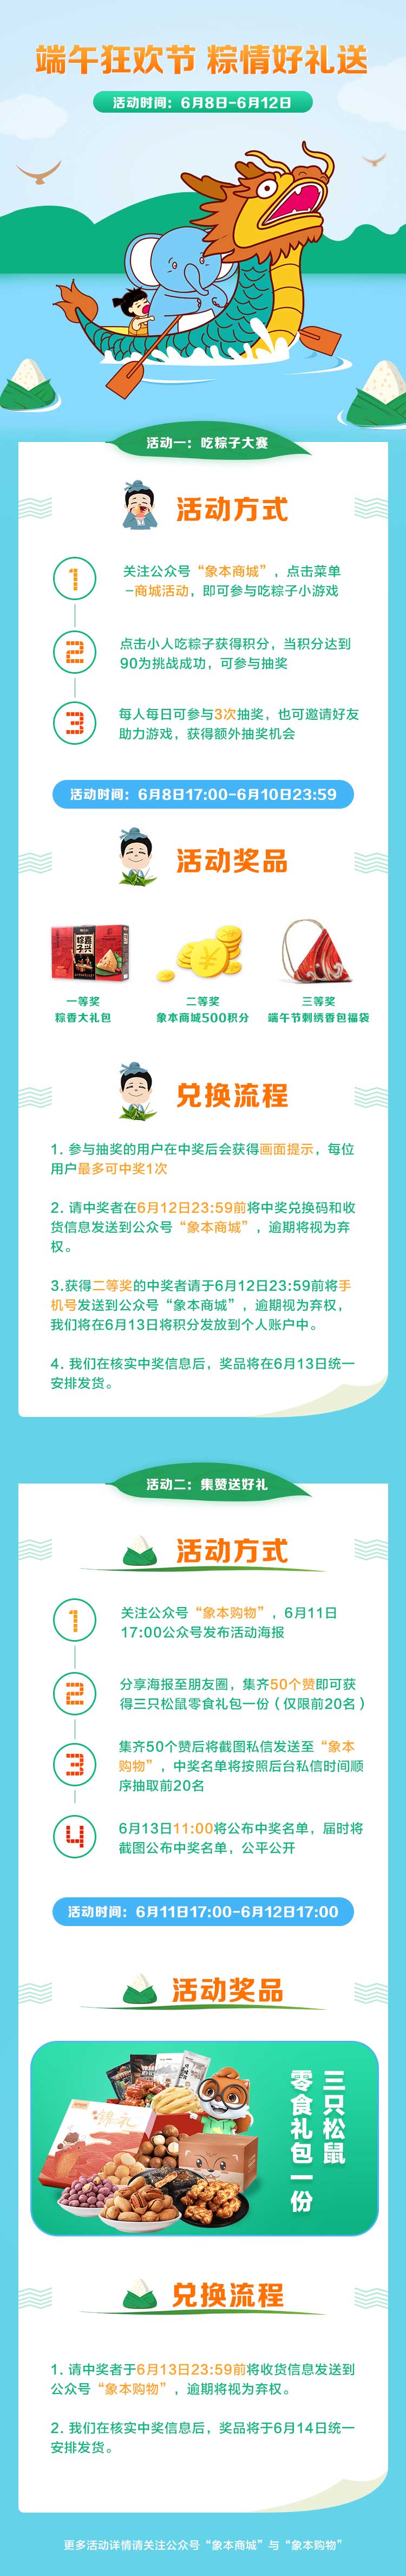 端午狂欢节 粽情好礼送
活动时间：6月8日-6月12日
活动一：吃粽子大赛
活动方式
1
关注公众号“象本商城”，点击菜单
-商城活动，即可参与吃粽子小游戏
2
点击小人吃粽子获得积分，当积分达到
90为挑战成功，可参与抽奖
3
每人每日可参与3次抽奖，也可邀请好友
助力游戏，获得额外抽奖机会
活动时间：6月8日17:00-6月10日23:59
活动奖品
嘉兴
粽子
一等奖
粽香大礼包
二等奖
象本商城500积分
三等奖
端午节刺绣香包福袋
兑换流程
1. 参与抽奖的用户在中奖后会获得画面提示，每位
用户最多可中奖1次
2. 请中奖者在6月12日23:59前将中奖兑换码和收
货信息发送到公众号“象本商城”，逾期将视为弃
权。
3.获得二等奖的中奖者请于6月12日23:59前将手
机号发送到公众号“象本商城”，逾期视为弃权，
我们将在6月13日将积分发放到个人账户中。
4. 我们在核实中奖信息后，奖品将在6月13日统一
安排发货。
活动二：集赞送好礼
活动方式
1
关注公众号“象本购物”，6月11日
17:00公众号发布活动海报
2
分享海报至朋友圈，集齐50个赞即可获
得三只松鼠零食礼包一份（仅限前20名）
3
集齐50个赞后将截图私信发送至“象本
购物”，中奖名单将按照后台私信时间顺
序抽取前20名
4
6月13日11:00将公布中奖名单，届时将
截图公布中奖名单，公平公开
活动时间：6月11日17:00-6月12日17:00
活动奖品
三只松鼠
零食礼包一份
兑换流程
1. 请中奖者于6月13日23:59前将收货信息发送到
公众号“象本购物”，逾期将视为弃权。
2. 我们在核实中奖信息后，奖品将于6月14日统一
安排发货。
更多活动详情请关注公众号“象本商城”与“象本购物”